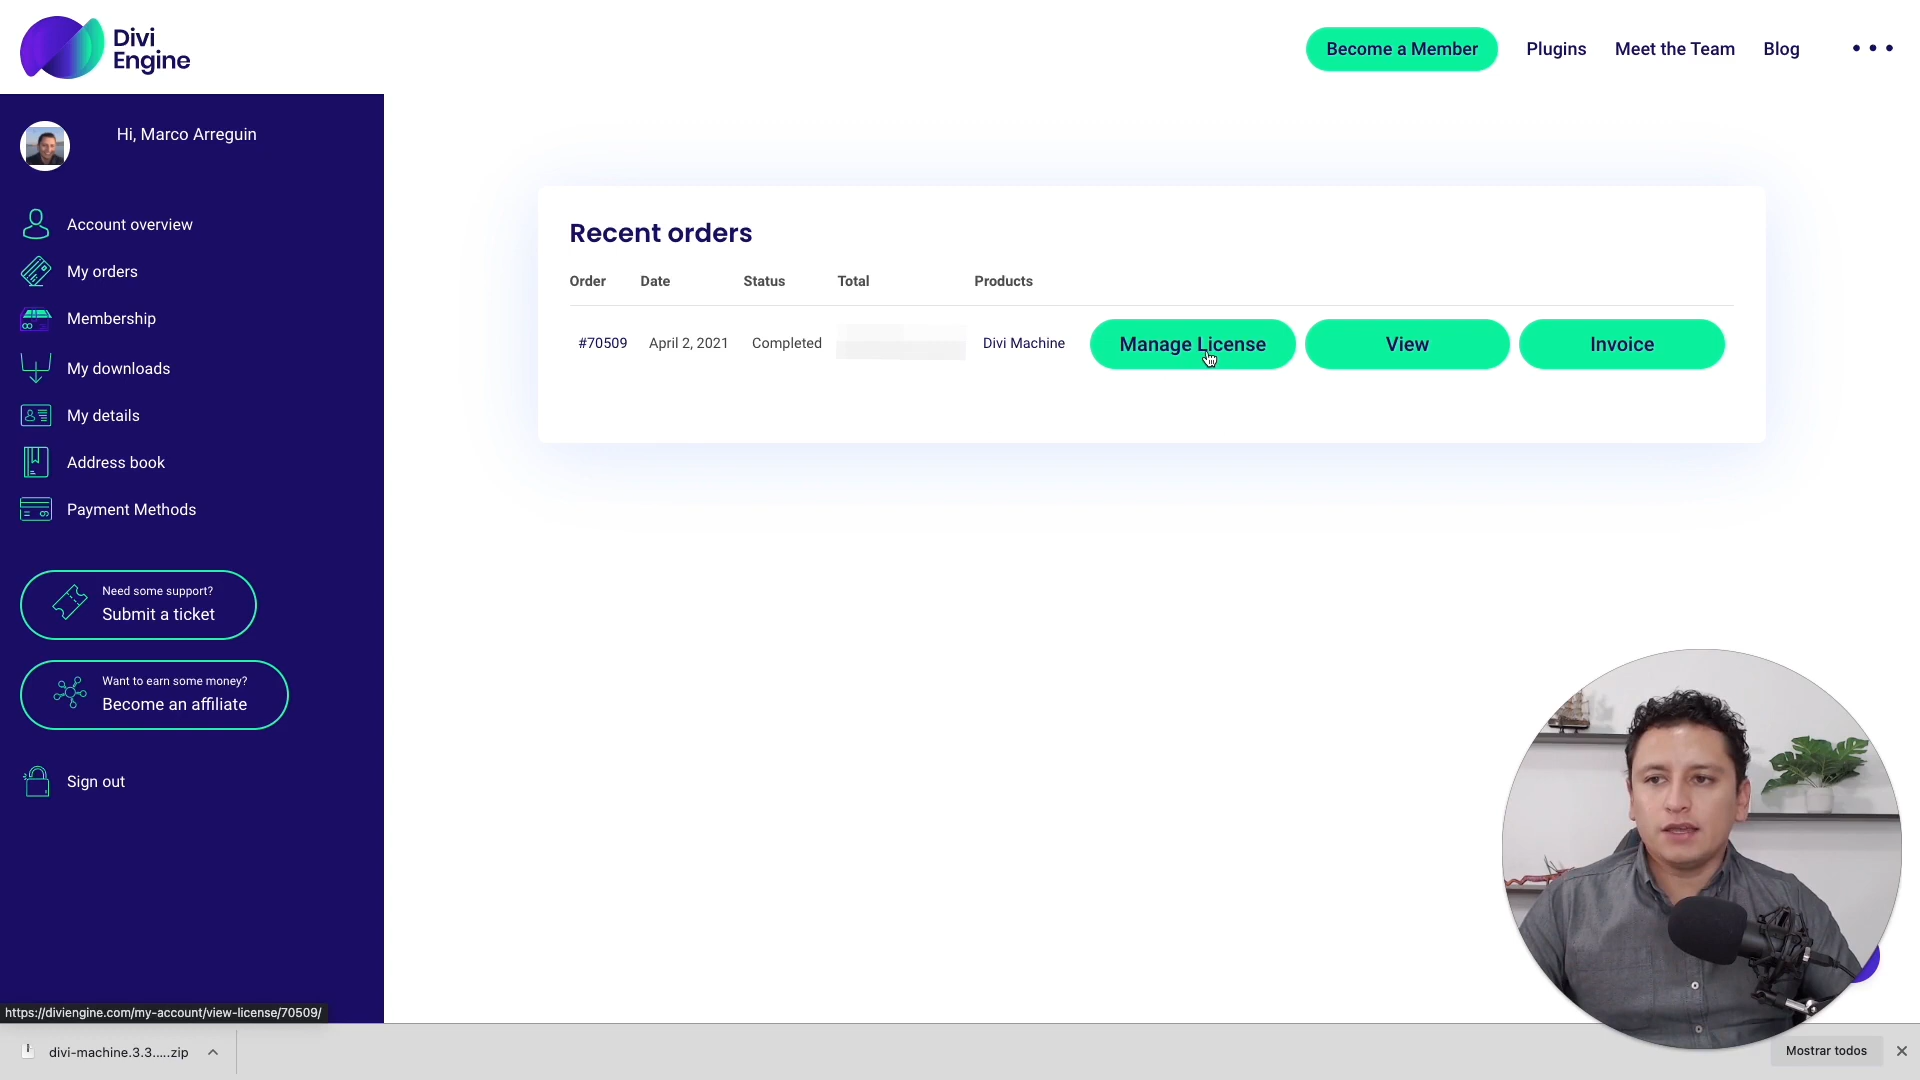 Divi
Engine
Become a Member
Plugins
Meet the Team
Blog
Hi, Marco Arreguin
Account overview
My orders
Membership
My downloads
My details
Address book
Payment Methods
Need some support?
Submit a ticket
Want to earn some money?
Become an affiliate
Sign out
Recent orders
Order Date Status Total Products
#70509 April 2, 2021 Completed Divi Machine Manage License View Invoice
https://diviengine.com/my-account/view-license/70509/
divi-machine.3.3.....zip
Mostrar todos